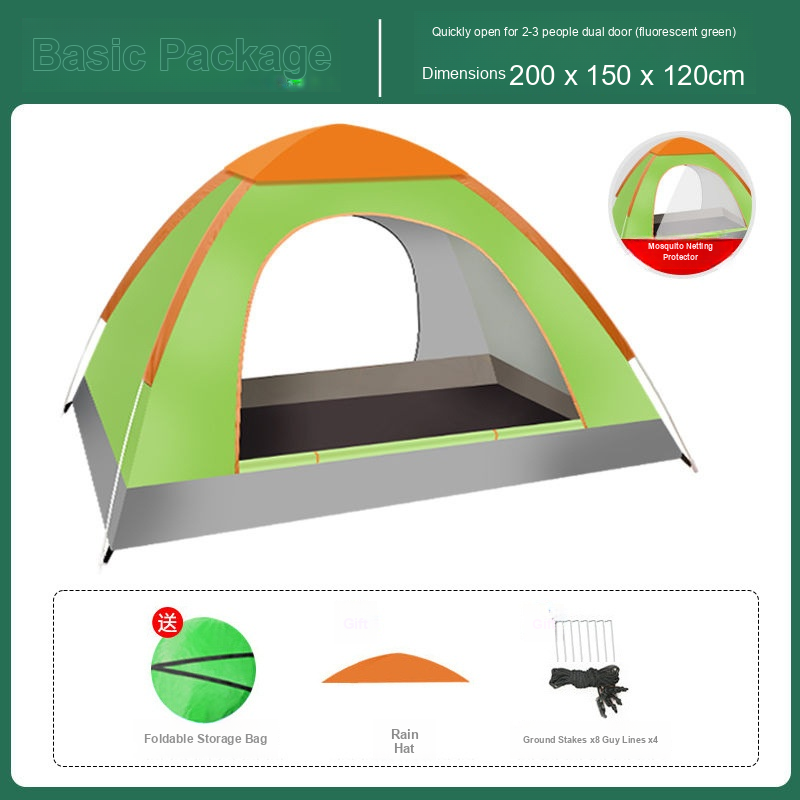 Basic Package
Quickly open for 2-3 people dual door (fluorescent green)
Dimensions 200 x 150 x 120cm
Mosquito Netting
Protector
送
Gift
Gift
Foldable Storage Bag
Rain
Hat
Ground Stakes x8 Guy Lines x4